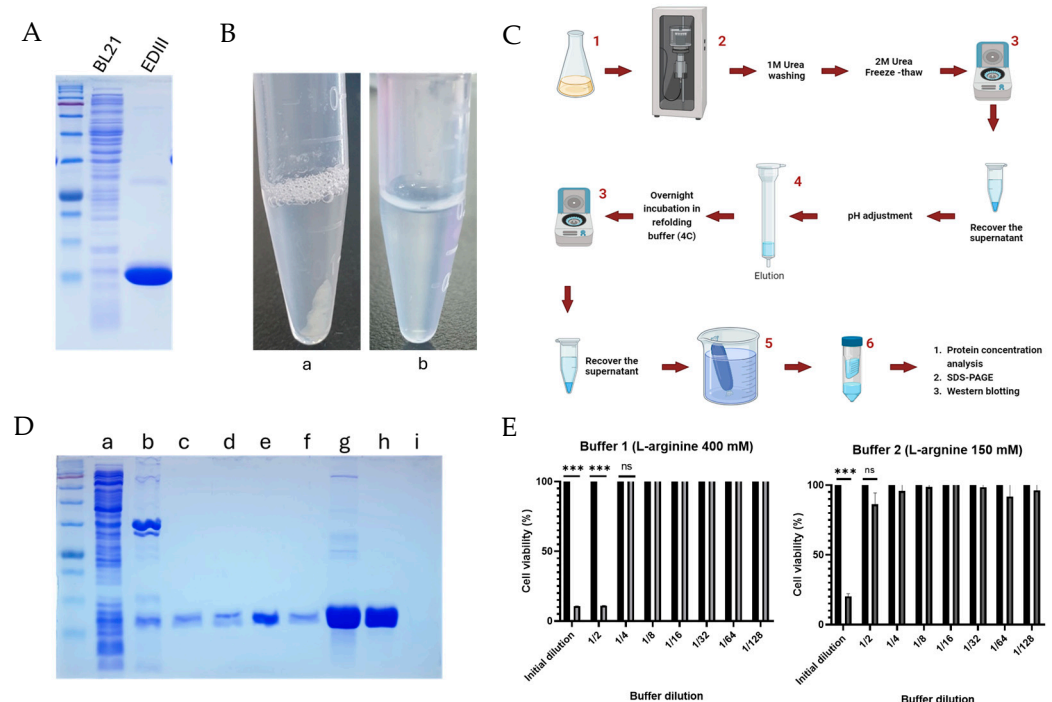 A
BL21
EDIII
B
a
b
C
1
2
1M Urea
washing
2M Urea
Freeze -thaw
3
Recover the
supernatant
pH adjustment
4
Elution
Overnight
incubation in
refolding
buffer (4C)
3
Recover the
supernatant
5
6
1. Protein concentration
analysis
2. SDS-PAGE
3. Western blotting
D
a b c d e f g h i
E
Buffer 1 (L-arginine 400 mM)
*** *** ns
Cell viability (%)
100
50
0
Initial dilution 1/2 1/4 1/8 1/16 1/32 1/64 1/128
Buffer dilution
Buffer 2 (L-arginine 150 mM)
*** ns
Cell viability (%)
100
50
0
Initial dilution 1/2 1/4 1/8 1/16 1/32 1/64 1/128
Buffer dilution